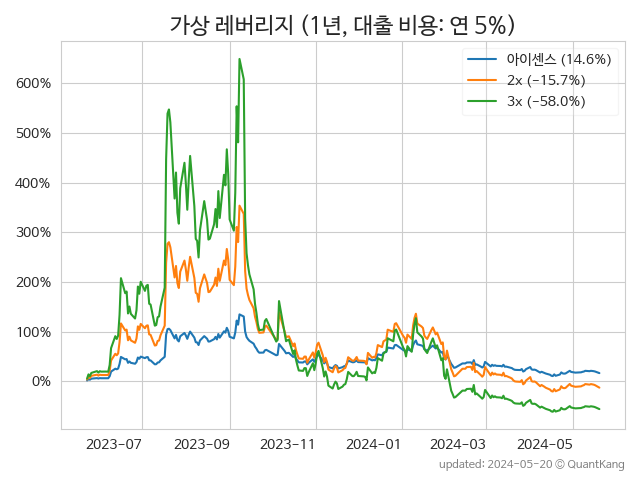 가상 레버리지 (1년, 대출 비용: 연 5%)
아이센스 (14.6%)
2x (-15.7%)
3x (-58.0%)
600%
500%
400%
300%
200%
100%
0%
2023-07
2023-09
2023-11
2024-01
2024-03
2024-05
updated: 2024-05-20 © QuantKang